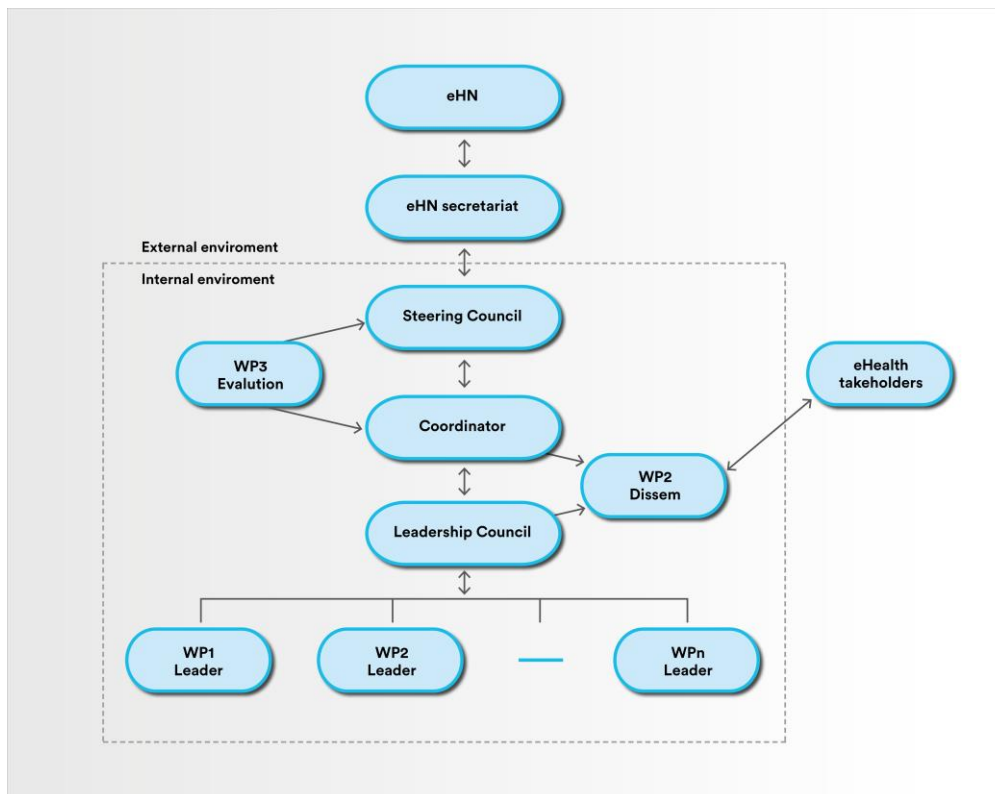 eHN
eHN secretariat
External enviroment
Internal enviroment
Steering Council
WP3
Evalution
eHealth
takeholders
Coordinator
WP2
Dissem
Leadership Council
WP1
Leader
WP2
Leader
WPn
Leader